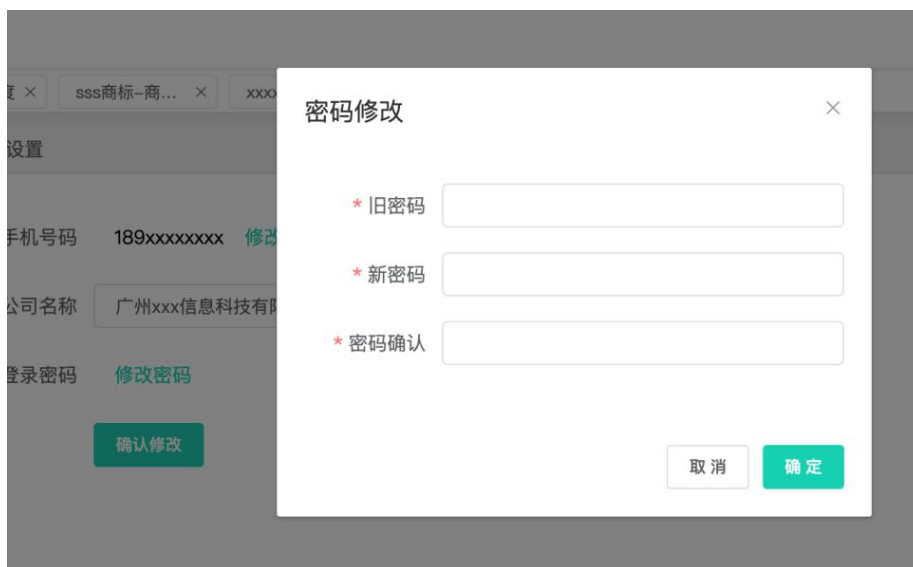 度 × sss商标-商... × xxxx
设置
手机号码 189xxxxxxxx 修改
公司名称 广州xxx信息科技有限
登录密码 修改密码
确认修改
密码修改 ×
* 旧密码
* 新密码
* 密码确认
取消 确定